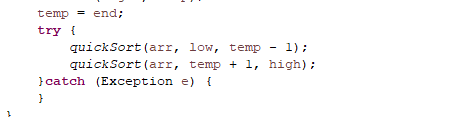 temp = end;
try {
quickSort(arr, low, temp - 1);
quickSort(arr, temp + 1, high);
}catch (Exception e) {
}
}